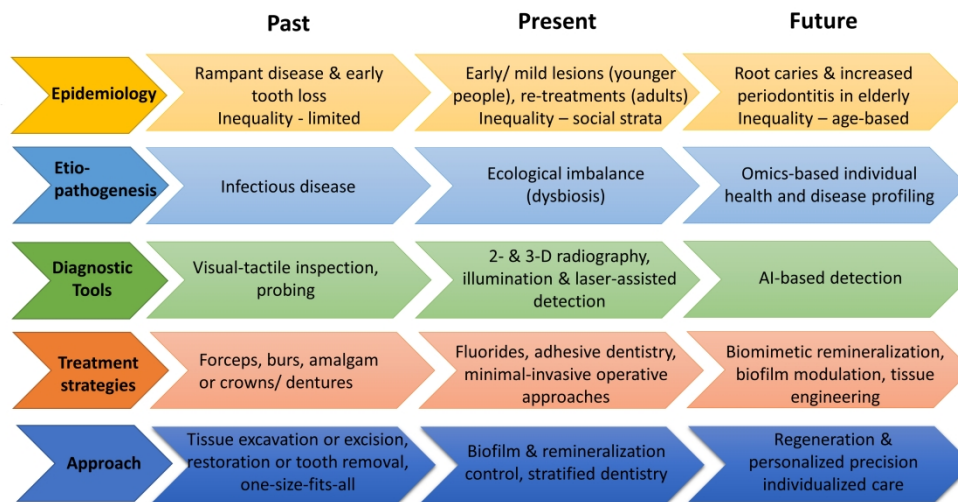 Past
Present
Future
Epidemiology
Rampant disease & early
tooth loss
Inequality - limited
Early/ mild lesions (younger
people), re-treatments (adults)
Inequality – social strata
Root caries & increased
periodontitis in elderly
Inequality – age-based
Etio-
pathogenesis
Infectious disease
Ecological imbalance
(dysbiosis)
Omics-based individual
health and disease profiling
Diagnostic
Tools
Visual-tactile inspection,
probing
2- & 3-D radiography,
illumination & laser-assisted
detection
AI-based detection
Treatment
strategies
Forceps, burs, amalgam
or crowns/ dentures
Fluorides, adhesive dentistry,
minimal-invasive operative
approaches
Biomimetic remineralization,
biofilm modulation, tissue
engineering
Approach
Tissue excavation or excision,
restoration or tooth removal,
one-size-fits-all
Biofilm & remineralization
control, stratified dentistry
Regeneration &
personalized precision
individualized care